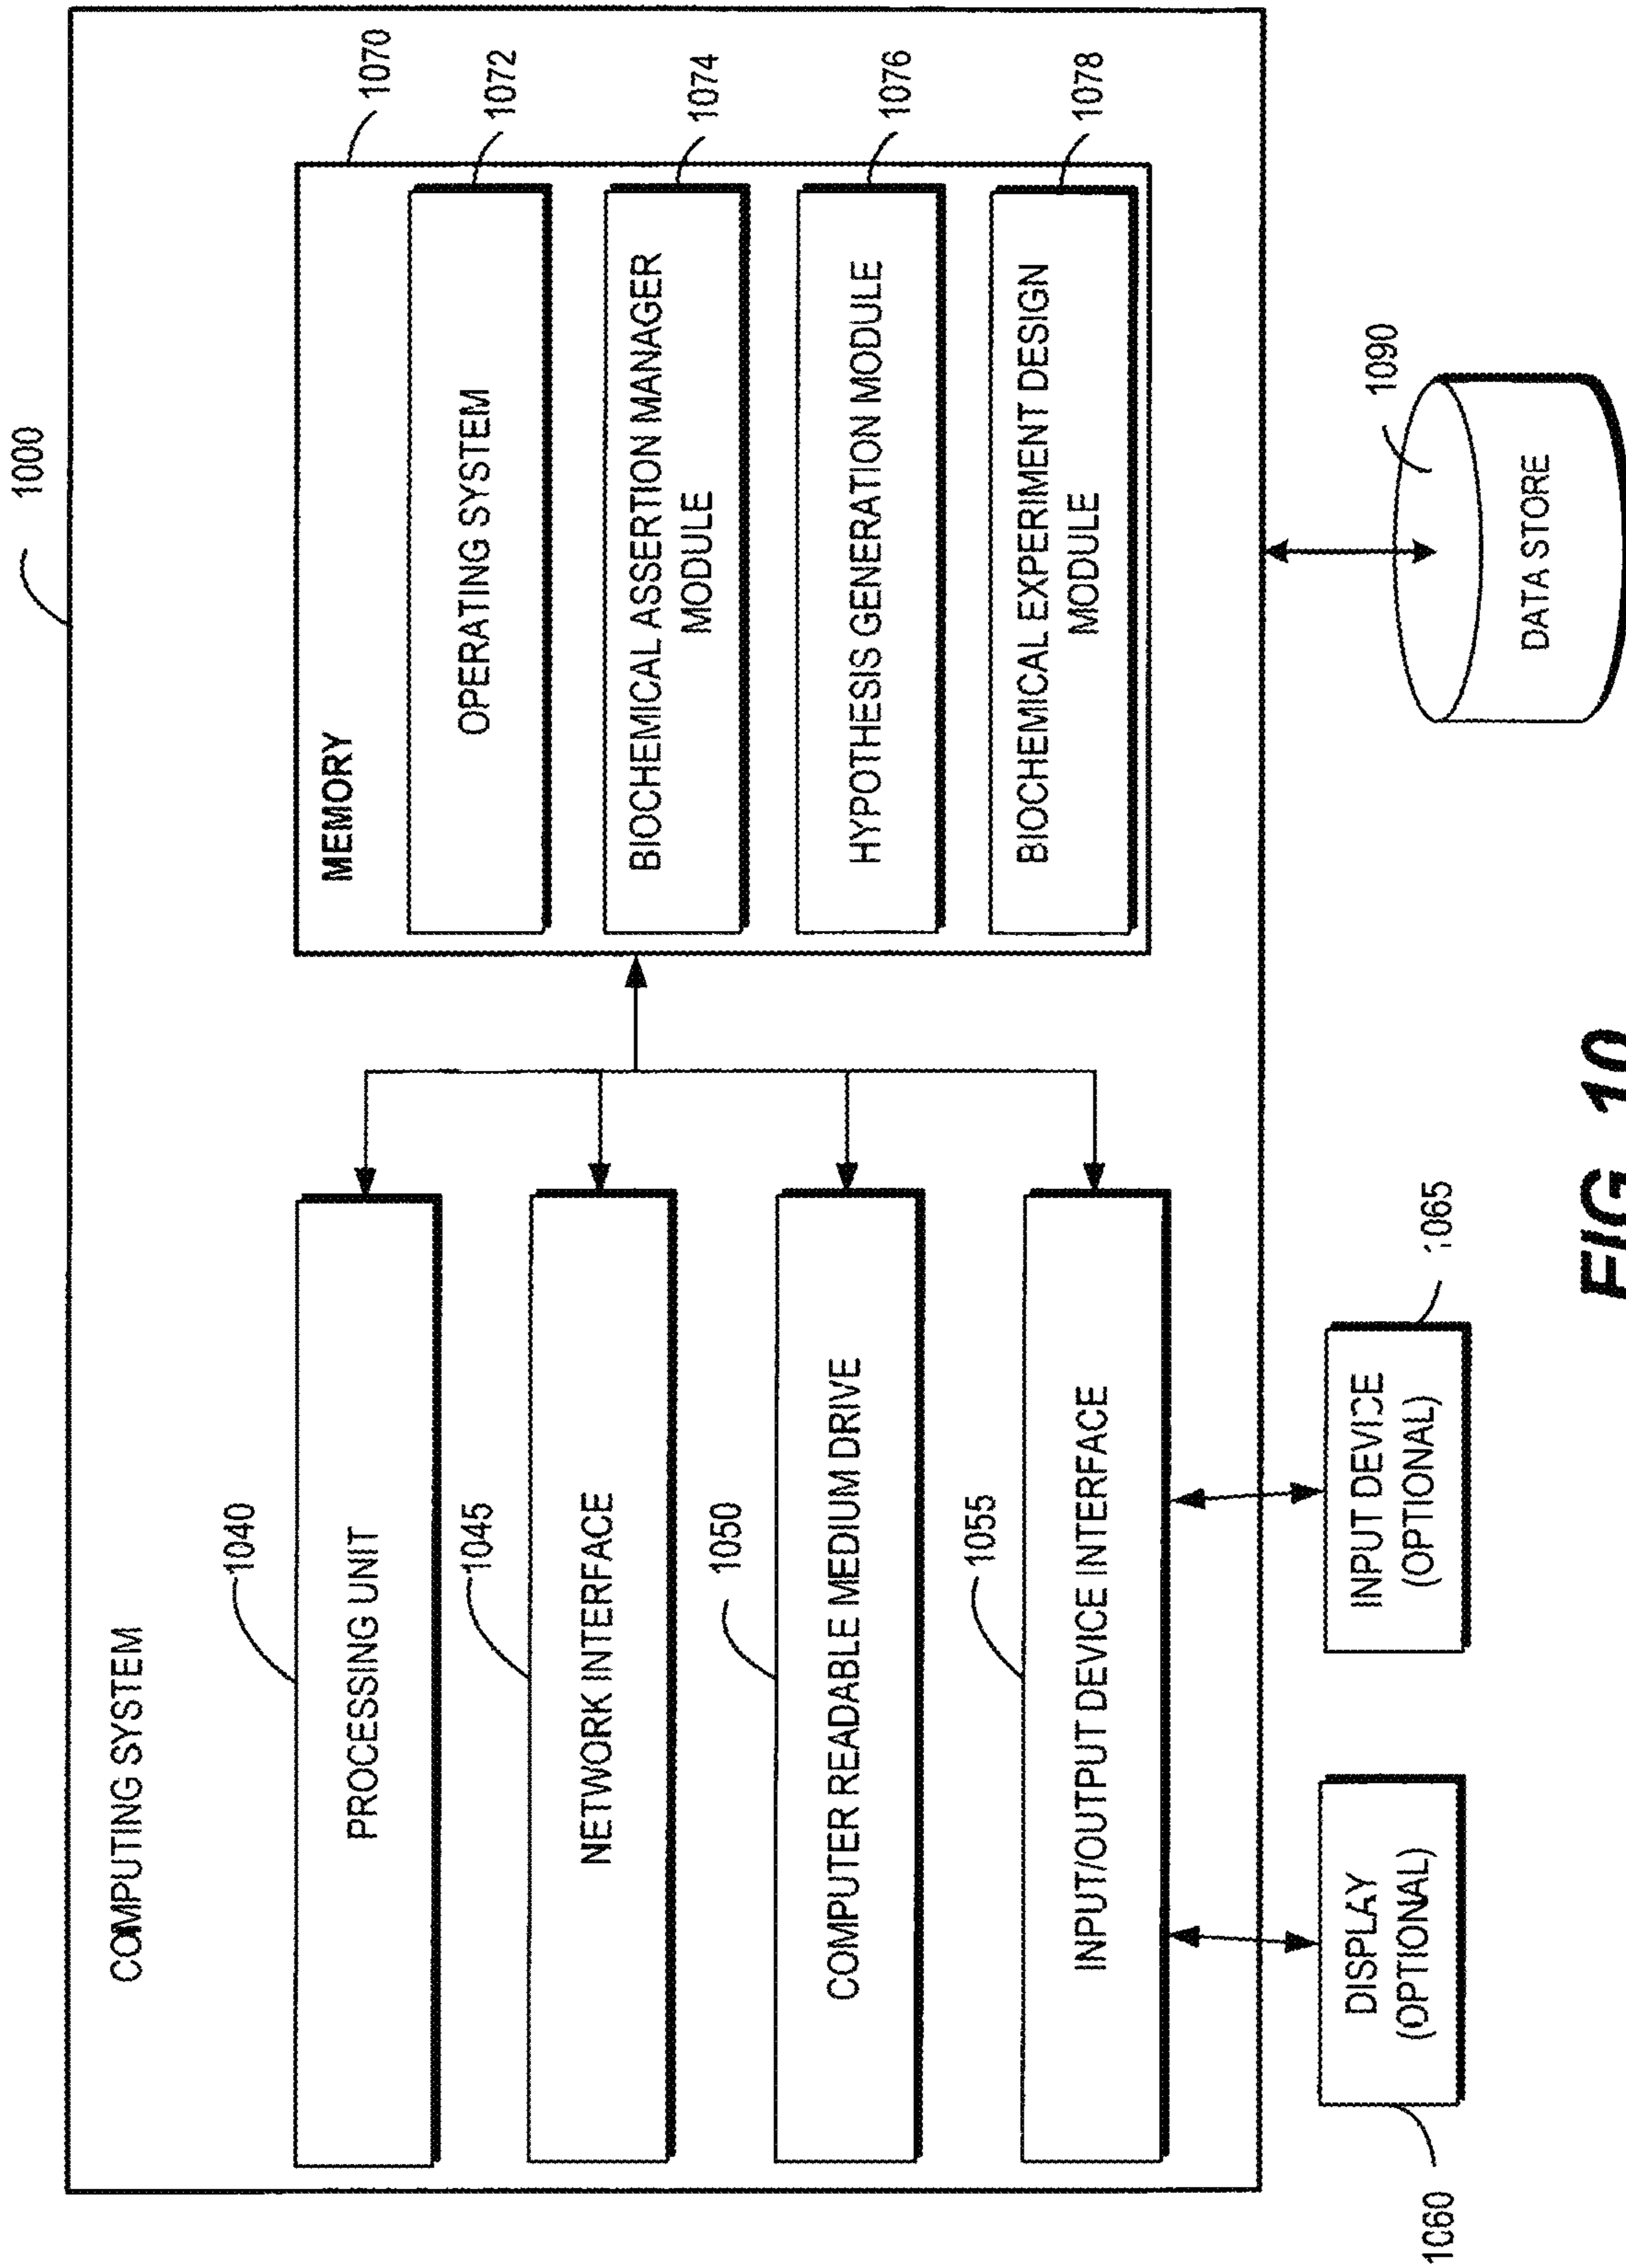 1000
COMPUTING SYSTEM
1040
PROCESSING UNIT
1045
NETWORK INTERFACE
1050
COMPUTER READABLE MEDIUM DRIVE
1055
INPUT/OUTPUT DEVICE INTERFACE
MEMORY
1070
OPERATING SYSTEM
1072
BIOCHEMICAL ASSERTION MANAGER
MODULE
1074
HYPOTHESIS GENERATION MODULE
1076
BIOCHEMICAL EXPERIMENT DESIGN
MODULE
1078
DISPLAY
(OPTIONAL)
1060
INPUT DEVICE
(OPTIONAL)
1065
1090
DATA STORE
FIG. 10